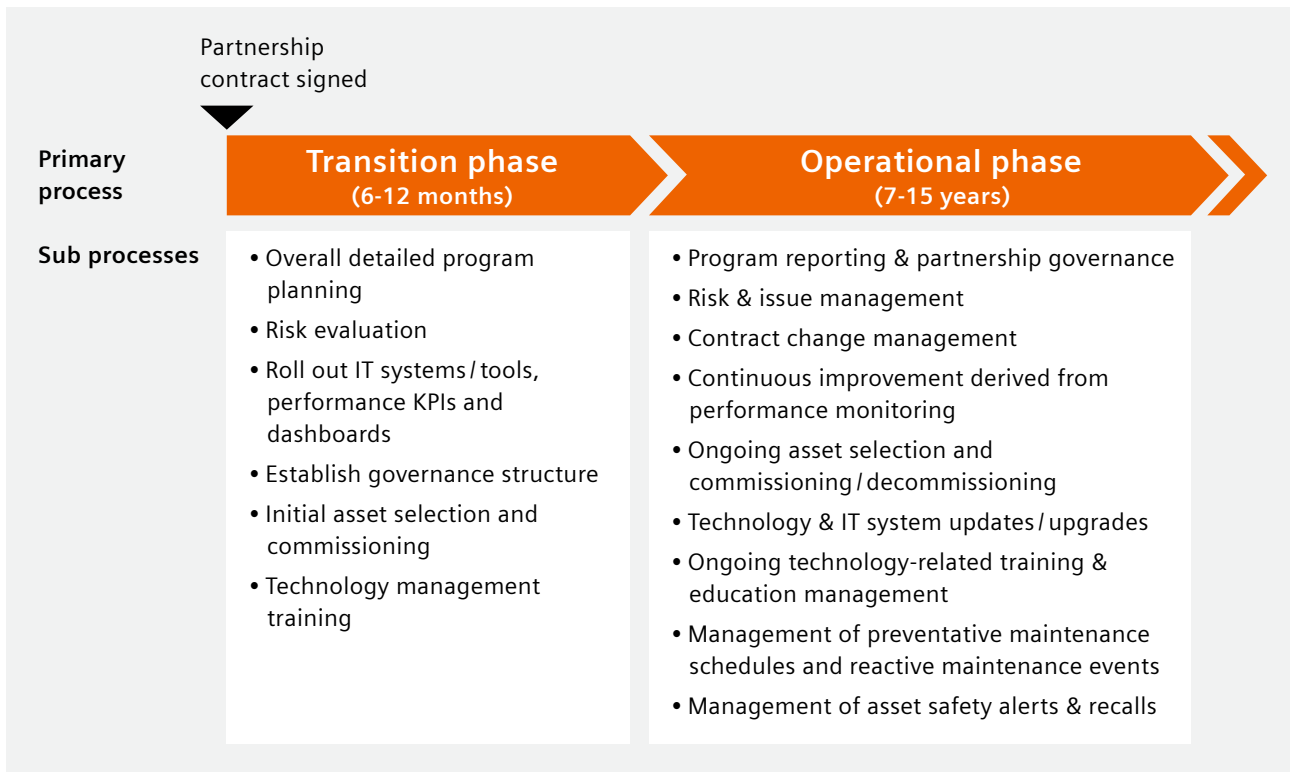 Partnership
contract signed
Primary
process
Transition phase
(6-12 months)
Operational phase
(7-15 years)
Sub processes
• Overall detailed program
planning
• Risk evaluation
• Roll out IT systems / tools,
performance KPIs and
dashboards
• Establish governance structure
• Initial asset selection and
commissioning
• Technology management
training
• Program reporting & partnership governance
• Risk & issue management
• Contract change management
• Continuous improvement derived from
performance monitoring
• Ongoing asset selection and
commissioning / decommissioning
• Technology & IT system updates / upgrades
• Ongoing technology-related training &
education management
• Management of preventative maintenance
schedules and reactive maintenance events
• Management of asset safety alerts & recalls